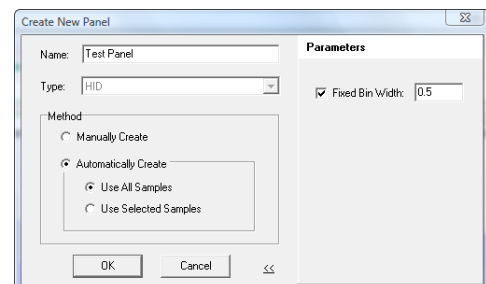 Create New Panel
Name: Test Panel
Type: HID
Method
Manually Create
Automatically Create
Use All Samples
Use Selected Samples
OK Cancel <<
Parameters
Fixed Bin Width: 0.5